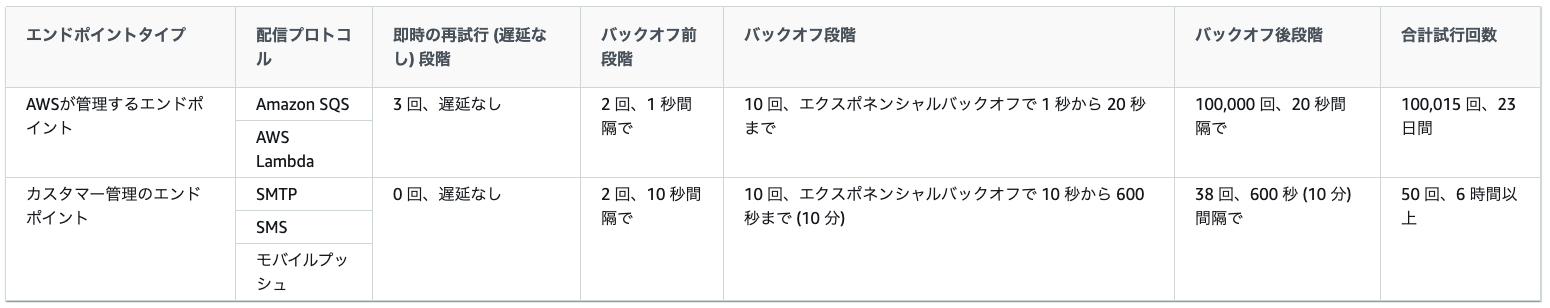 エンドポイントタイプ
配信プロトコ
ル
即時の再試行 (遅延な
し) 段階
バックオフ前
段階
バックオフ段階
バックオフ後段階
合計試行回数
AWSが管理するエンドポ
イント
Amazon SQS
AWS
Lambda
3 回、遅延なし
2 回、1 秒間
隔で
10 回、エクスポネンシャルバックオフで 1 秒から 20 秒
まで
100,000 回、20 秒間
隔で
100,015 回、23
日間
カスタマー管理のエンド
ポイント
SMTP
SMS
モバイルプッ
シュ
0 回、遅延なし
2 回、10 秒間
隔で
10 回、エクスポネンシャルバックオフで 10 秒から 600
秒まで (10 分)
38 回、600 秒 (10 分)
間隔で
50 回、6 時間以
上